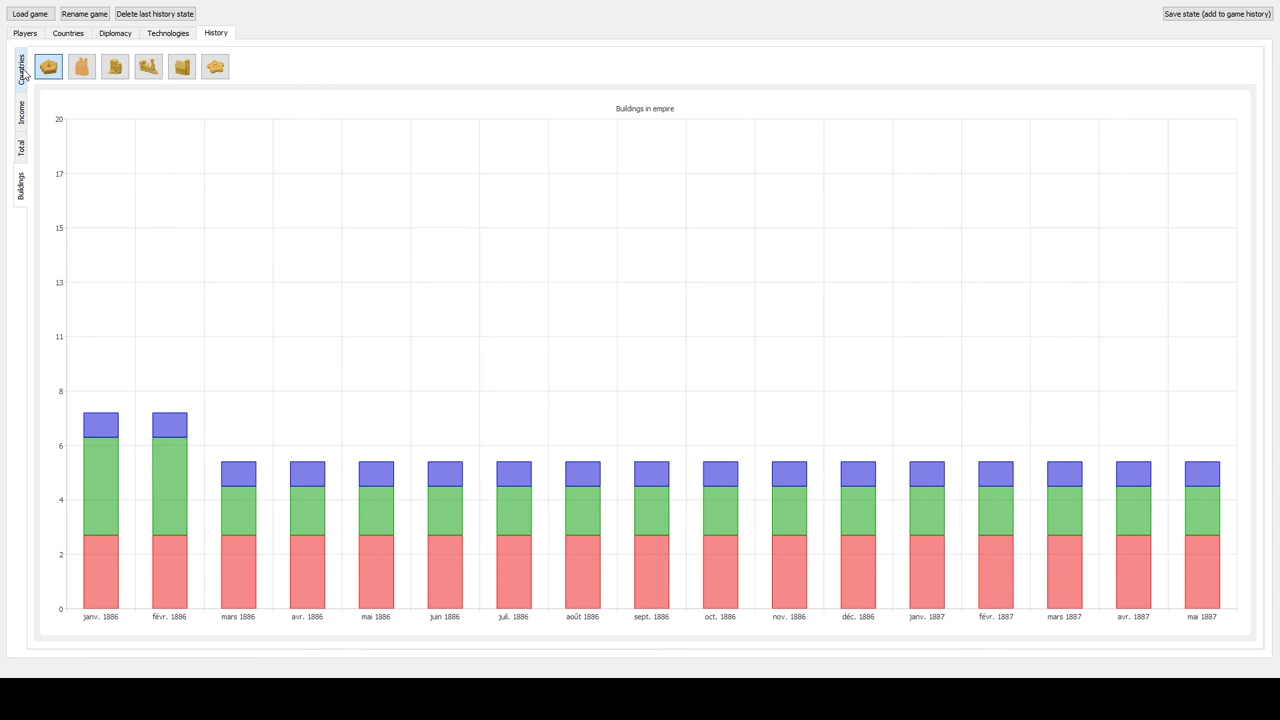 Load game Rename game Delete last history state Save state (add to game history)
Players Countries Diplomacy Technologies History
Countries
Income
Total
Buildings
Buildings in empire
20
17
15
13
11
8
6
4
2
0
janv. 1886 févr. 1886 mars 1886 avr. 1886 mai 1886 juin 1886 juil. 1886 août 1886 sept. 1886 oct. 1886 nov. 1886 déc. 1886 janv. 1887 févr. 1887 mars 1887 avr. 1887 mai 1887